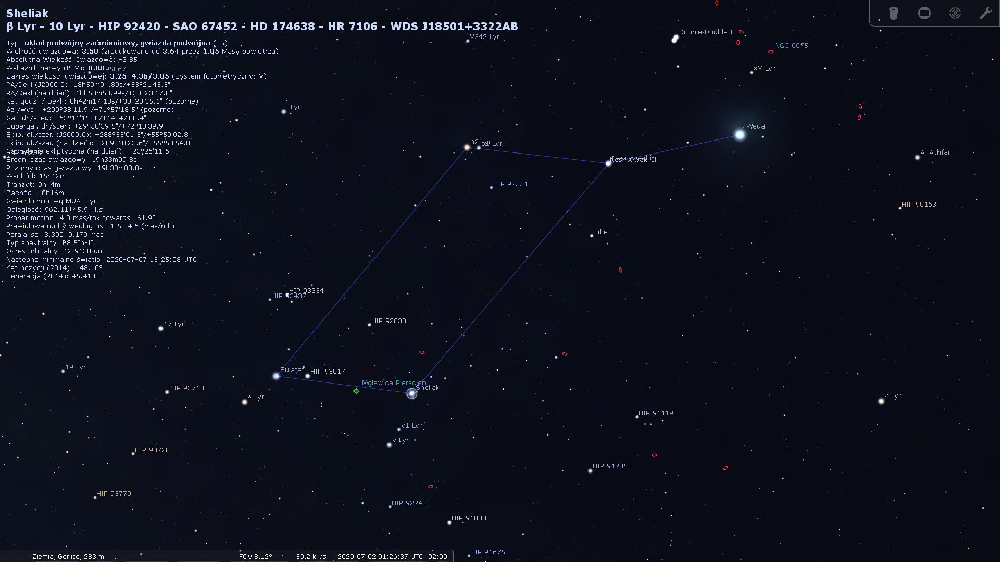 Sheliak
β Lyr - 10 Lyr - HIP 92420 - SAO 67452 - HD 174638 - HR 7106 - WDS J18501+3322AB
Typ: układ podwójny zaćmieniowy, gwiazda podwójna (EB)
Wielkość gwiazdowa: 3.50 (zredukowane do 3.64 przez 1.05 Masy powietrza)
Absolutna Wielkość Gwiazdowa: -3.85
Wskaźnik barwy (B-V): 0.00
HIP 95067
Zakres wielkości gwiazdowej: 3.25÷4.36/3.85 (System fotometryczny: V)
RA/Dekl (J2000.0): 18h50m04.80s/+33°21'45.5"
RA/Dekl (na dzień): 18h50m50.99s/+33°23'17.0"
Kąt godz. / Dekl.: 0h42m17.18s/+33°23'35.1" (pozorne)
Az./wys.: +209°38'11.9"/+71°57'18.5" (pozorne)
Gal. dł./szer.: +63°11'15.3"/+14°47'00.4"
Supergal. dł./szer.: +29°50'39.5"/+72°18'39.9"
Eklip. dł./szer. (J2000.0): +288°53'01.3"/+55°59'02.8"
Eklip. dł./szer. (na dzień): +289°10'23.6"/+55°58'54.0"
Nachylenie ekliptyczne (na dzień): +23°26'11.6"
Średni czas gwiazdowy: 19h33m09.8s
Pozorny czas gwiazdowy: 19h33m08.8s
Wschód: 15h12m
Tranzyt: 0h44m
Zachód: 10h16m
Gwiazdozbiór wg MUA: Lyr
Odległość: 962.11±45.94 l.ś.
Proper motion: 4.8 mas/rok towards 161.9°
Prawidłowe ruchy według osi: 1.5 -4.6 (mas/rok)
Paralaksa: 3.390±0.170 mas
Typ spektralny: B8.5Ib-II
Okres orbitalny: 12.9138 dni
Następne minimalne światło: 2020-07-07 13:25:08 UTC
Kąt pozycji (2014): 148.10°
Separacja (2014): 45.410"
V542 Lyr
Double Double I
NGC 6675
XY Lyr
ι Lyr
Wega
δ2 Lyr
δ1 Lyr
Nasr Alwaki I
Nasr Alwaki II
Al Athfar
HIP 92551
HIP 90163
Xihe
HIP 93354
HIP 93437
HIP 92833
17 Lyr
19 Lyr
Sulafat
HIP 93017
Mgławica Pierścień
Sheliak
HIP 93718
λ Lyr
κ Lyr
HIP 91119
ν1 Lyr
ν Lyr
HIP 93720
HIP 91235
HIP 93770
HIP 92243
HIP 91883
HIP 91675
Ziemia, Gorlice, 283 m
FOV 8.12°
39.2 kl./s
2020-07-02 01:26:37 UTC+02:00